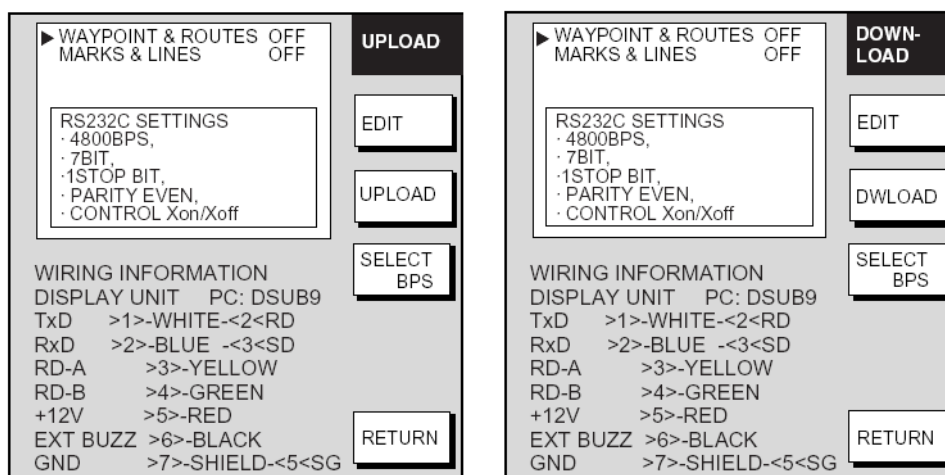 ▶ WAYPOINT & ROUTES OFF
MARKS & LINES OFF
RS232C SETTINGS
· 4800BPS,
· 7BIT,
·1STOP BIT,
· PARITY EVEN,
· CONTROL Xon/Xoff
WIRING INFORMATION
DISPLAY UNIT PC: DSUB9
TxD >1>-WHITE-<2<RD
RxD >2>-BLUE -<3<SD
RD-A >3>-YELLOW
RD-B >4>-GREEN
+12V >5>-RED
EXT BUZZ >6>-BLACK
GND >7>-SHIELD-<5<SG
UPLOAD
EDIT
UPLOAD
SELECT
BPS
RETURN
▶ WAYPOINT & ROUTES OFF
MARKS & LINES OFF
RS232C SETTINGS
· 4800BPS,
· 7BIT,
·1STOP BIT,
· PARITY EVEN,
· CONTROL Xon/Xoff
WIRING INFORMATION
DISPLAY UNIT PC: DSUB9
TxD >1>-WHITE-<2<RD
RxD >2>-BLUE -<3<SD
RD-A >3>-YELLOW
RD-B >4>-GREEN
+12V >5>-RED
EXT BUZZ >6>-BLACK
GND >7>-SHIELD-<5<SG
DOWN-
LOAD
EDIT
DWLOAD
SELECT
BPS
RETURN